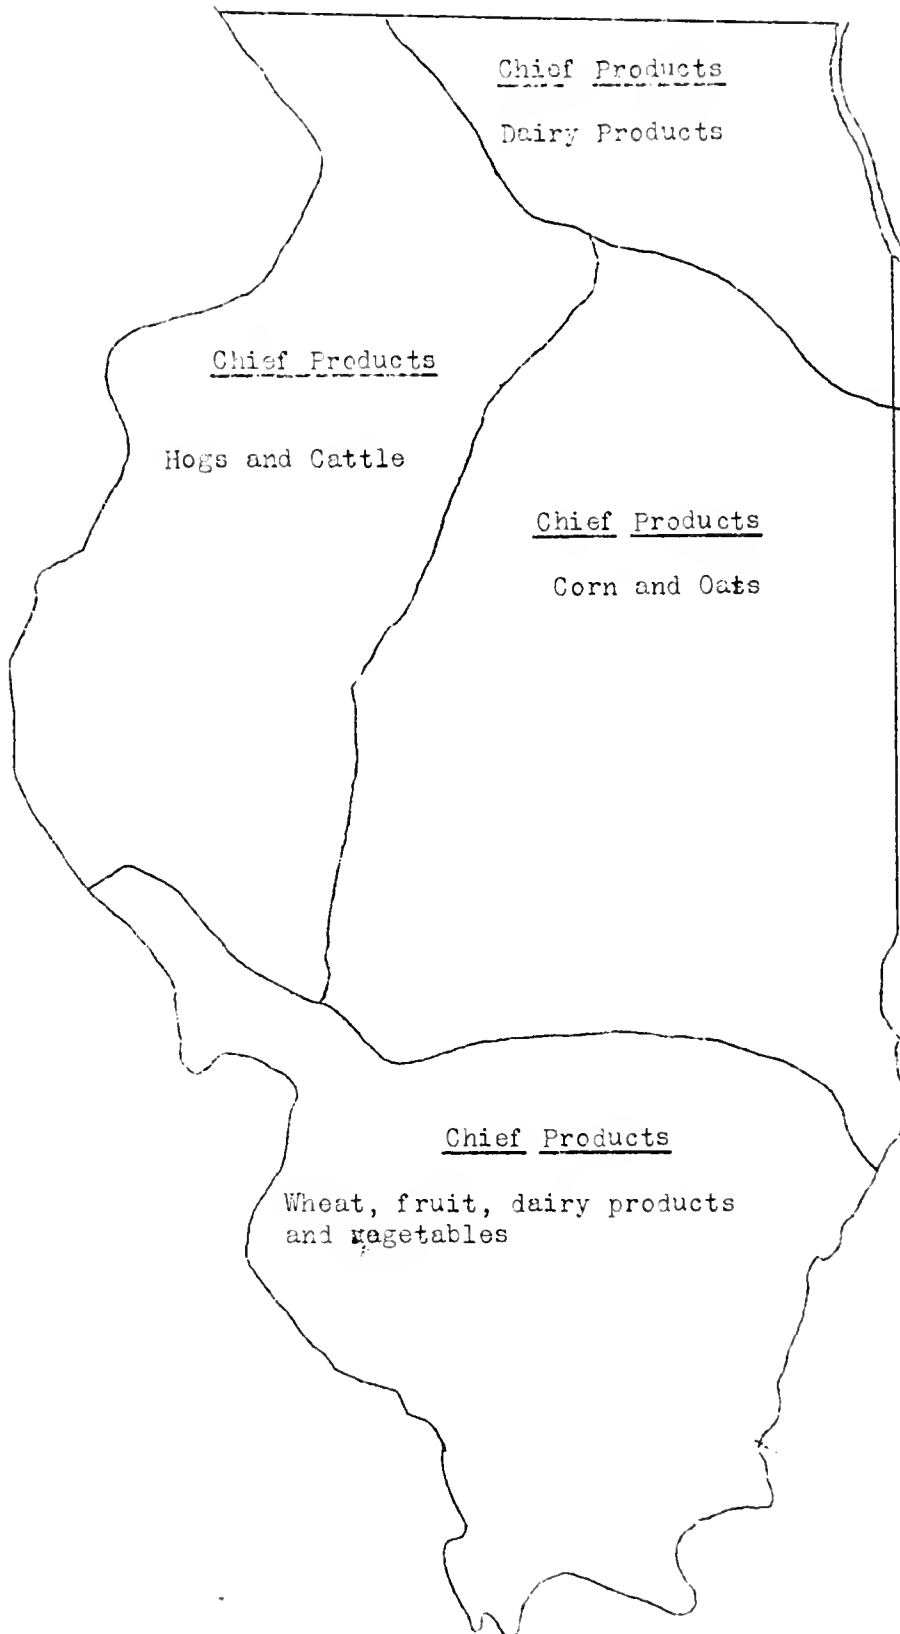 Chief Products
Dairy Products
Chief Products
Hogs and Cattle
Chief Products
Corn and Oats
Chief Products
Wheat, fruit, dairy products
and vegetables